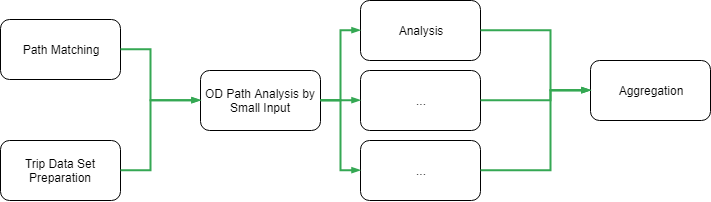 Path Matching
Trip Data Set
Preparation
OD Path Analysis by
Small Input
Analysis
...
...
Aggregation